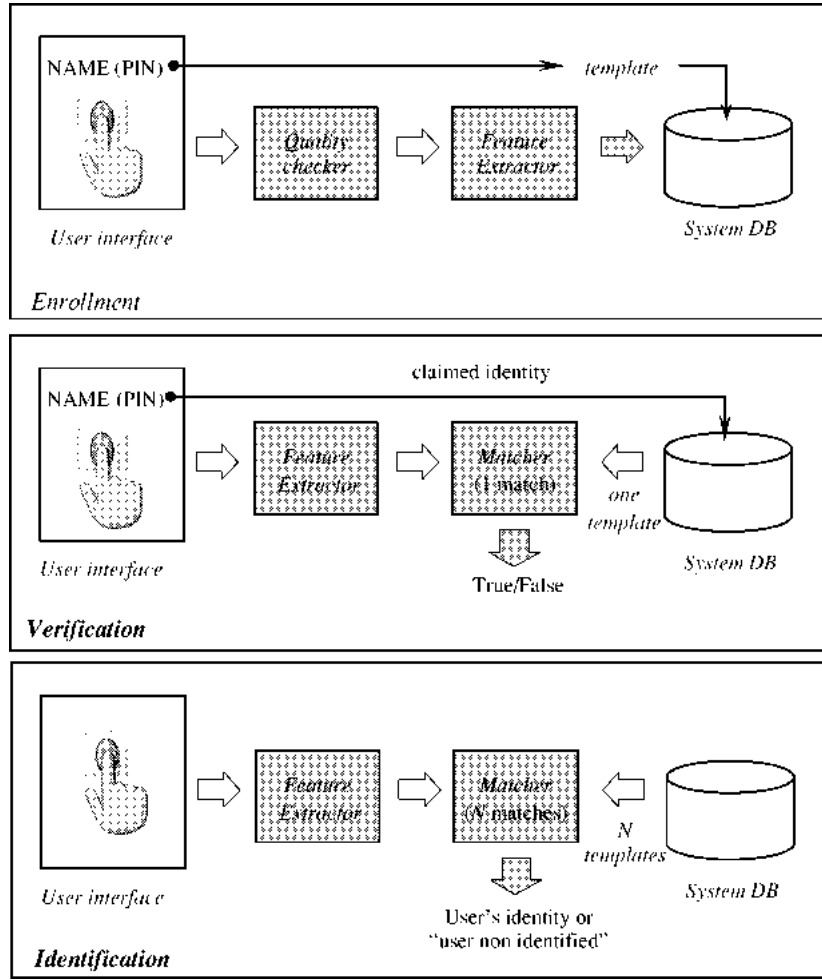 NAME (PIN)
template
Quality
checker
Feature
Extractor
User interface
System DB
Enrollment
claimed identity
NAME (PIN)
Feature
Extractor
Matcher
(1 match)
one
template
User interface
True/False
System DB
Verification
Feature
Extractor
Matcher
(N matches)
N
templates
User interface
System DB
User's identity or
"user non identified"
Identification